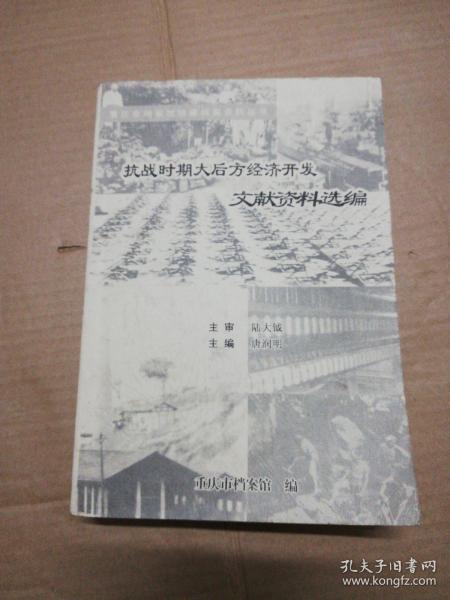 抗战时期大后方经济开发
文献资料选编
主审 陆大钺
主编 唐润明
重庆市档案馆 编
孔夫子旧书网
www.kongfz.com